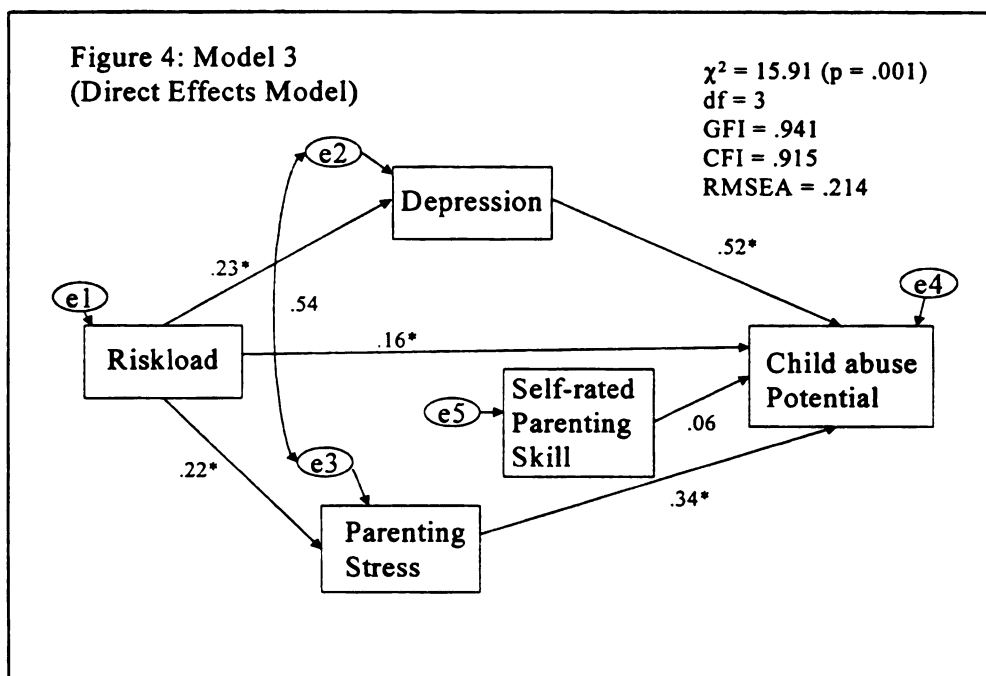 Figure 4: Model 3
(Direct Effects Model)
χ² = 15.91 (p = .001)
df = 3
GFI = .941
CFI = .915
RMSEA = .214
e2
Depression
.52*
.23*
e1
.54
e4
Riskload
.16*
Child abuse
Potential
Self-rated
Parenting
Skill
e5
.06
e3
.22*
.34*
Parenting
Stress